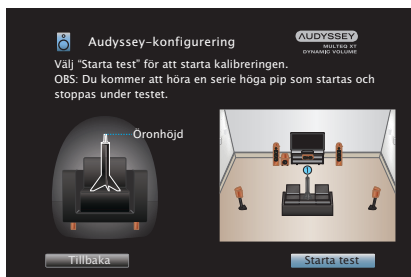 Audyssey-konfigurering
AUDYSSEY
MULTEQ XT
DYNAMIC VOLUME
Välj "Starta test" för att starta kalibreringen.
OBS: Du kommer att höra en serie höga pip som startas och
stoppas under testet.
Öronhöjd
1
Tillbaka
Starta test